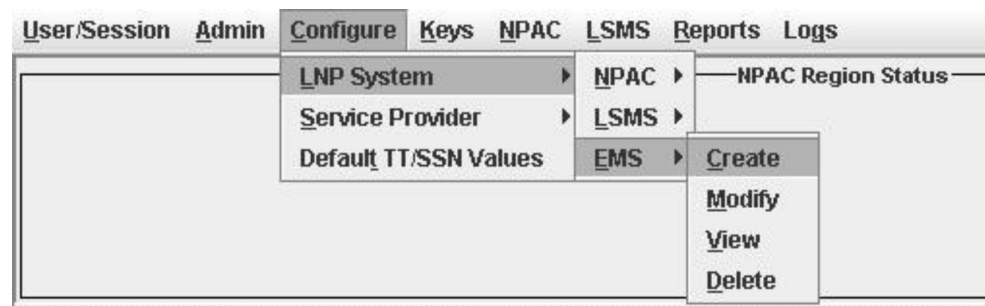 User/Session Admin Configure Keys NPAC LSMS Reports Logs
LNP System NPAC NPAC Region Status
Service Provider LSMS
Default TT/SSN Values EMS Create
Modify
View
Delete